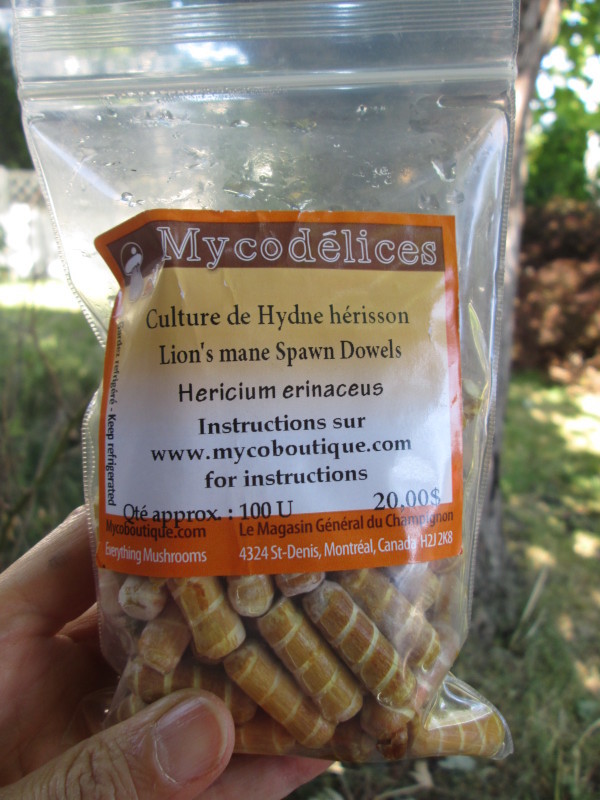 Mycodélices
Culture de Hydne hérisson
Lion's mane Spawn Dowels
Hericium erinaceus
Instructions sur
www.mycoboutique.com
for instructions
Qté approx. : 100 U 20.00$
Garder réfrigéré - Keep refrigerated
Mycoboutique.com
Everything Mushrooms
Le Magasin Général du Champignon
4324 St-Denis, Montréal, Canada H2J 2K8